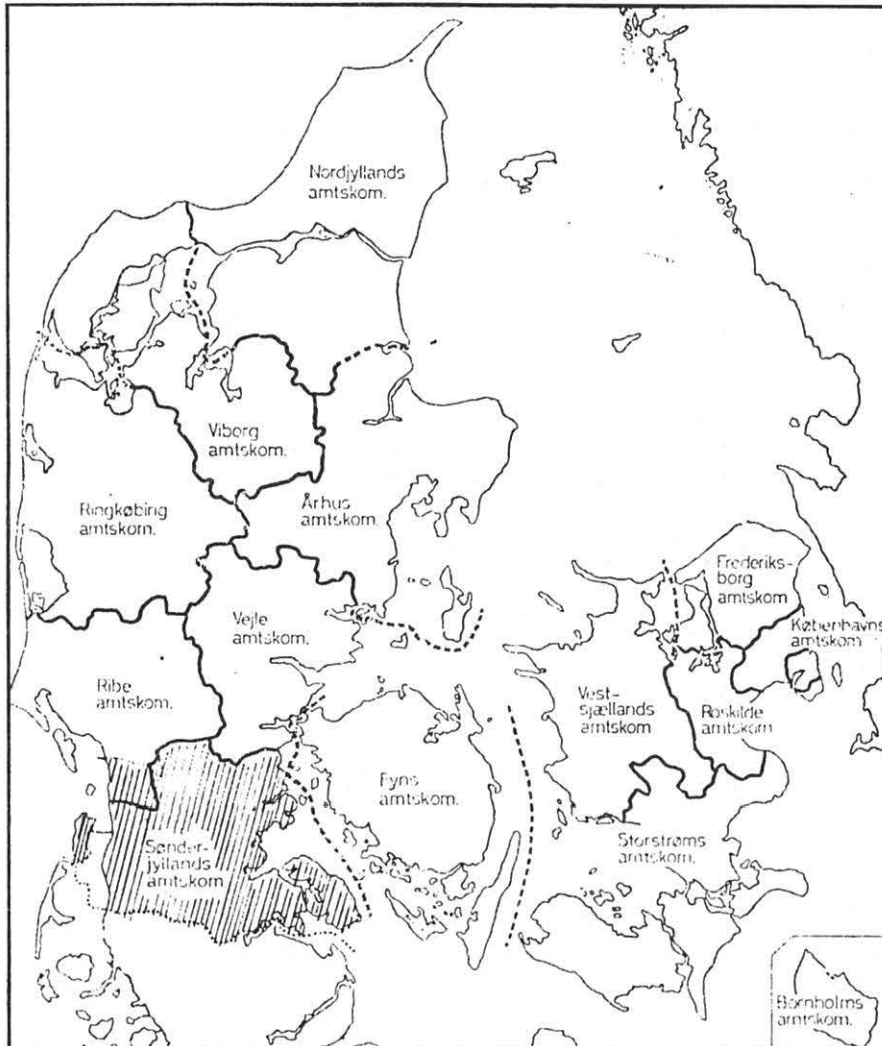 Nordjyllands
amtskom.
Viborg
amtskom.
Ringkøbing
amtskom.
Århus
amtskom.
Frederiks-
borg
amtskom
Københavns
amtskom
Vejle
amtskom.
Ribe
amtskom.
Vest-
sjællands
amtskom
Roskilde
amtskom
Fyns
amtskom.
Sønder-
jyllands
amtskom
Storstrøms
amtskom.
Bornholms
amtskom.